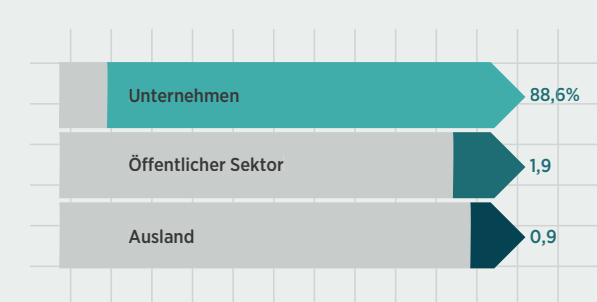 Unternehmen 88,6%
Öffentlicher Sektor 1,9
Ausland 0,9